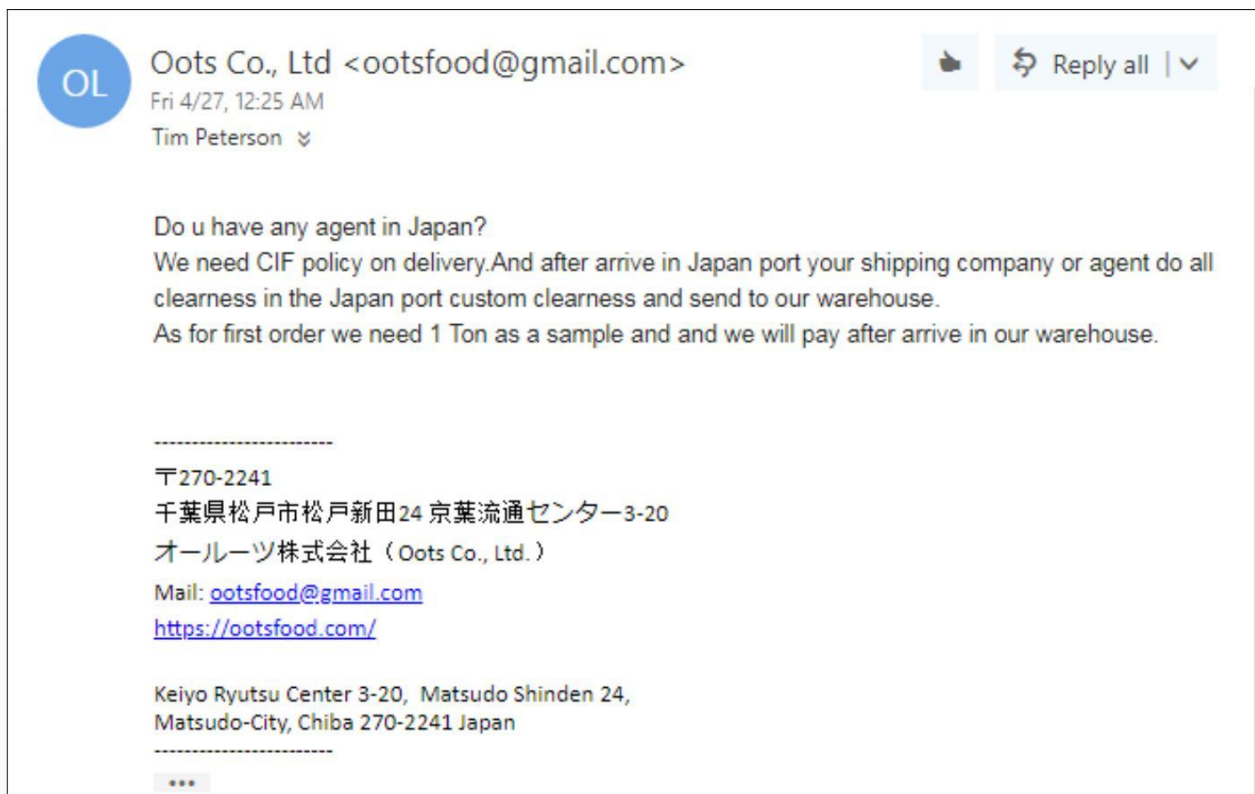 OL
Oots Co., Ltd <ootsfood@gmail.com>
Reply all
Fri 4/27, 12:25 AM
Tim Peterson
Do u have any agent in Japan?
We need CIF policy on delivery.And after arrive in Japan port your shipping company or agent do all
clearness in the Japan port custom clearness and send to our warehouse.
As for first order we need 1 Ton as a sample and and we will pay after arrive in our warehouse.
------------------------
〒270-2241
千葉県松戸市松戸新田24 京葉流通センター3-20
オールーツ株式会社（Oots Co., Ltd.）
Mail: ootsfood@gmail.com
https://ootsfood.com/
Keiyo Ryutsu Center 3-20, Matsudo Shinden 24,
Matsudo-City, Chiba 270-2241 Japan
------------------------
•••